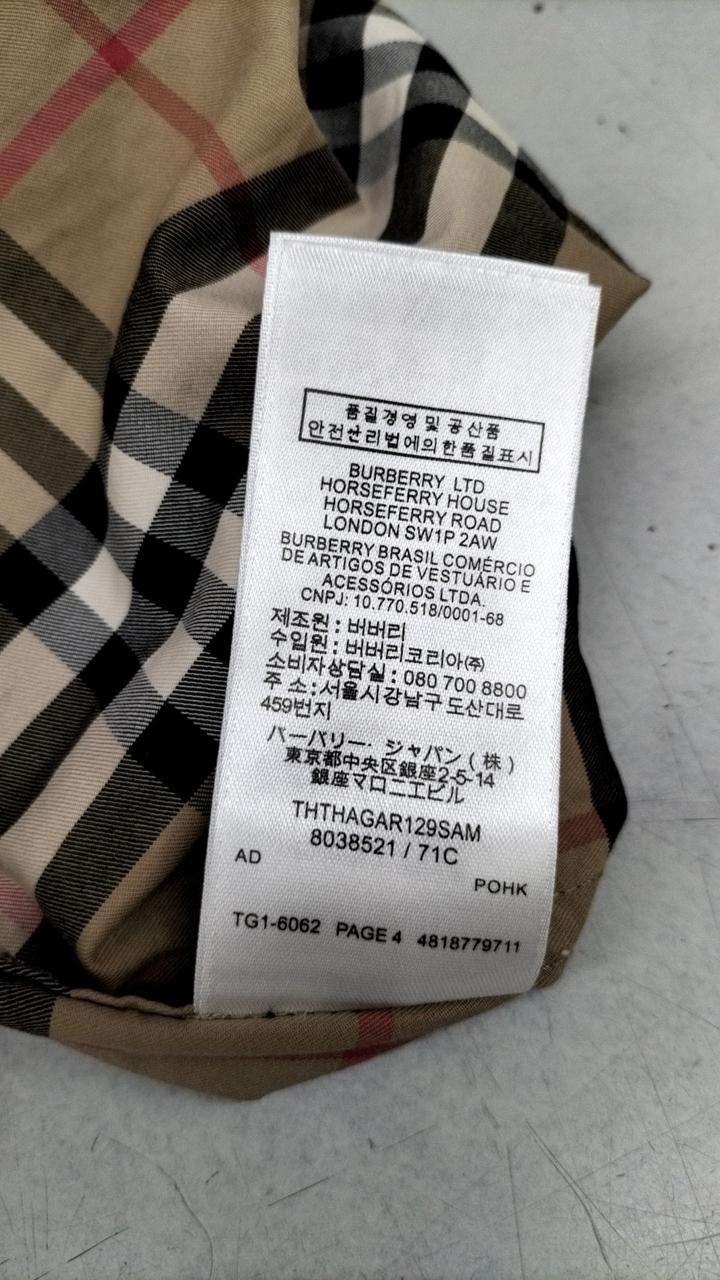 품질경영 및 공산품
안전관리법에의한품질표시
BURBERRY LTD
HORSEFERRY HOUSE
HORSEFERRY ROAD
LONDON SW1P 2AW
BURBERRY BRASIL COMÉRCIO
DE ARTIGOS DE VESTUÁRIO E
ACESSÓRIOS LTDA.
CNPJ: 10.770.518/0001-68
제조원 : 버버리
수입원 : 버버리코리아㈜
소비자상담실 : 080 700 8800
주 소 : 서울시강남구 도산대로
459번지
バーバリー・ジャパン ( 株 )
東京都中央区銀座2-5-14
銀座マロニエビル
THTHAGAR129SAM
8038521 / 71C
AD
POHK
TG1-6062 PAGE 4 4818779711